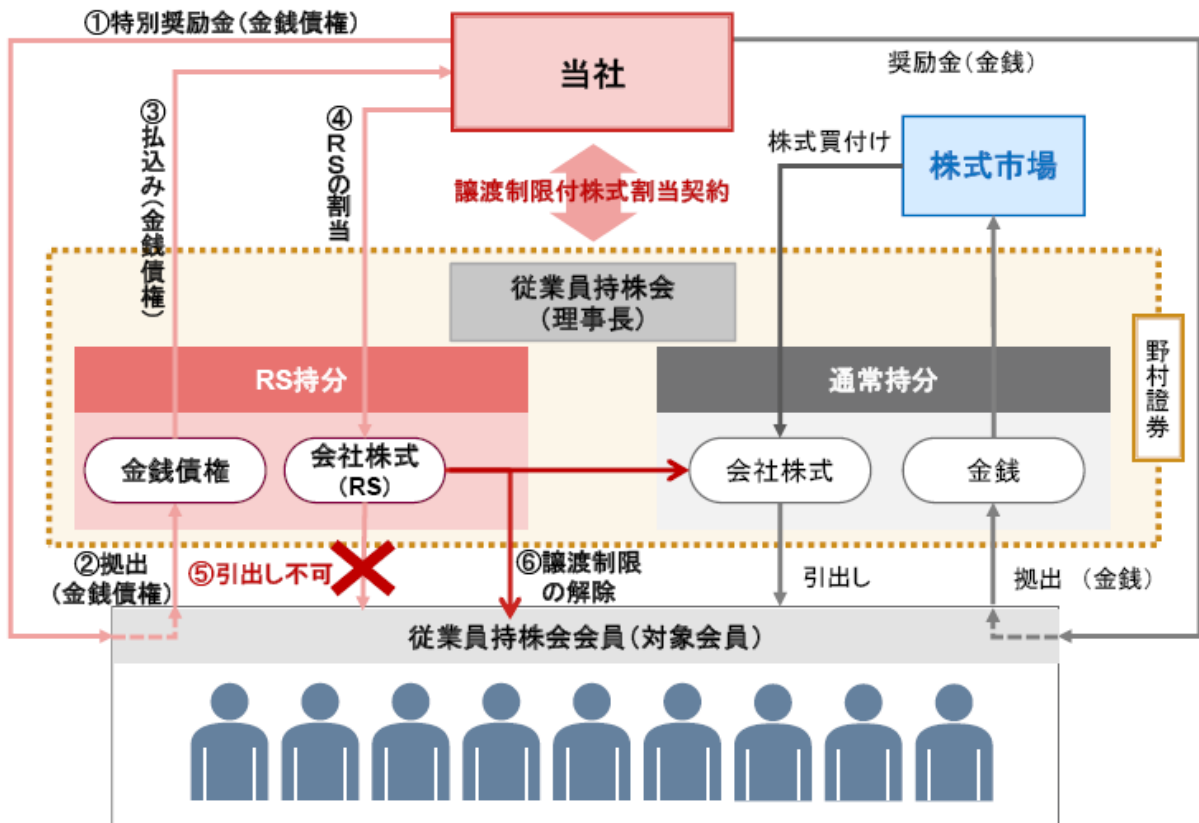 ①特別奨励金(金銭債権)
当社
奨励金(金銭)
③払込み(金銭債権)
④RSの割当
株式買付け
株式市場
譲渡制限付株式割当契約
従業員持株会
(理事長)
野村證券
RS持分
通常持分
金銭債権
会社株式
(RS)
会社株式
金銭
②拠出
(金銭債権)
⑤引出し不可
⑥譲渡制限
の解除
引出し
拠出 (金銭)
従業員持株会会員(対象会員)